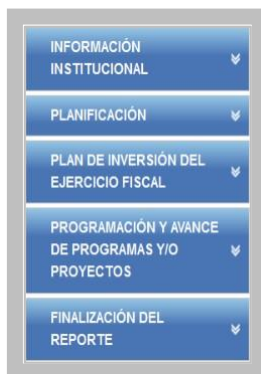 INFORMACIÓN
INSTITUCIONAL
PLANIFICACIÓN
PLAN DE INVERSIÓN DEL
EJERCICIO FISCAL
PROGRAMACIÓN Y AVANCE
DE PROGRAMAS Y/O
PROYECTOS
FINALIZACIÓN DEL
REPORTE